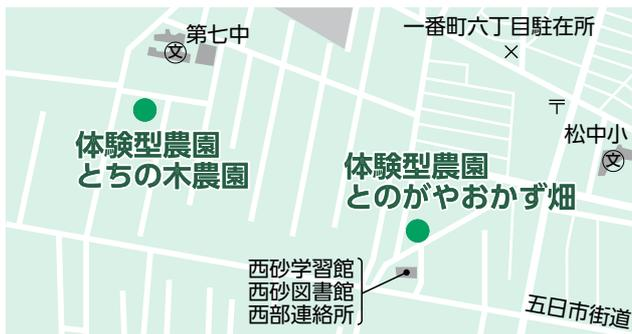 第七中
文
一番町六丁目駐在所
〒
松中小
文
体験型農園
とちの木農園
体験型農園
とのがやおかず畑
西砂学習館
西砂図書館
西部連絡所
五日市街道